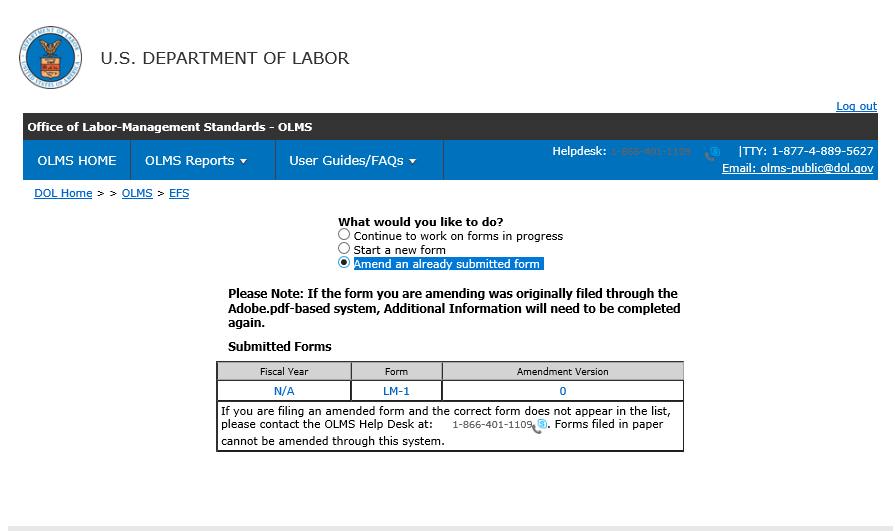 U.S. DEPARTMENT OF LABOR
Log out
Office of Labor-Management Standards - OLMS
OLMS HOME OLMS Reports User Guides/FAQs
Helpdesk: 1-866-401-1109 |TTY: 1-877-4-889-5627
Email: olms-public@dol.gov
DOL Home > > OLMS > EFS
What would you like to do?
Continue to work on forms in progress
Start a new form
Amend an already submitted form
Please Note: If the form you are amending was originally filed through the
Adobe.pdf-based system, Additional Information will need to be completed
again.
Submitted Forms
Fiscal Year Form Amendment Version
N/A LM-1 0
If you are filing an amended form and the correct form does not appear in the list,
please contact the OLMS Help Desk at: 1-866-401-1109. Forms filed in paper
cannot be amended through this system.